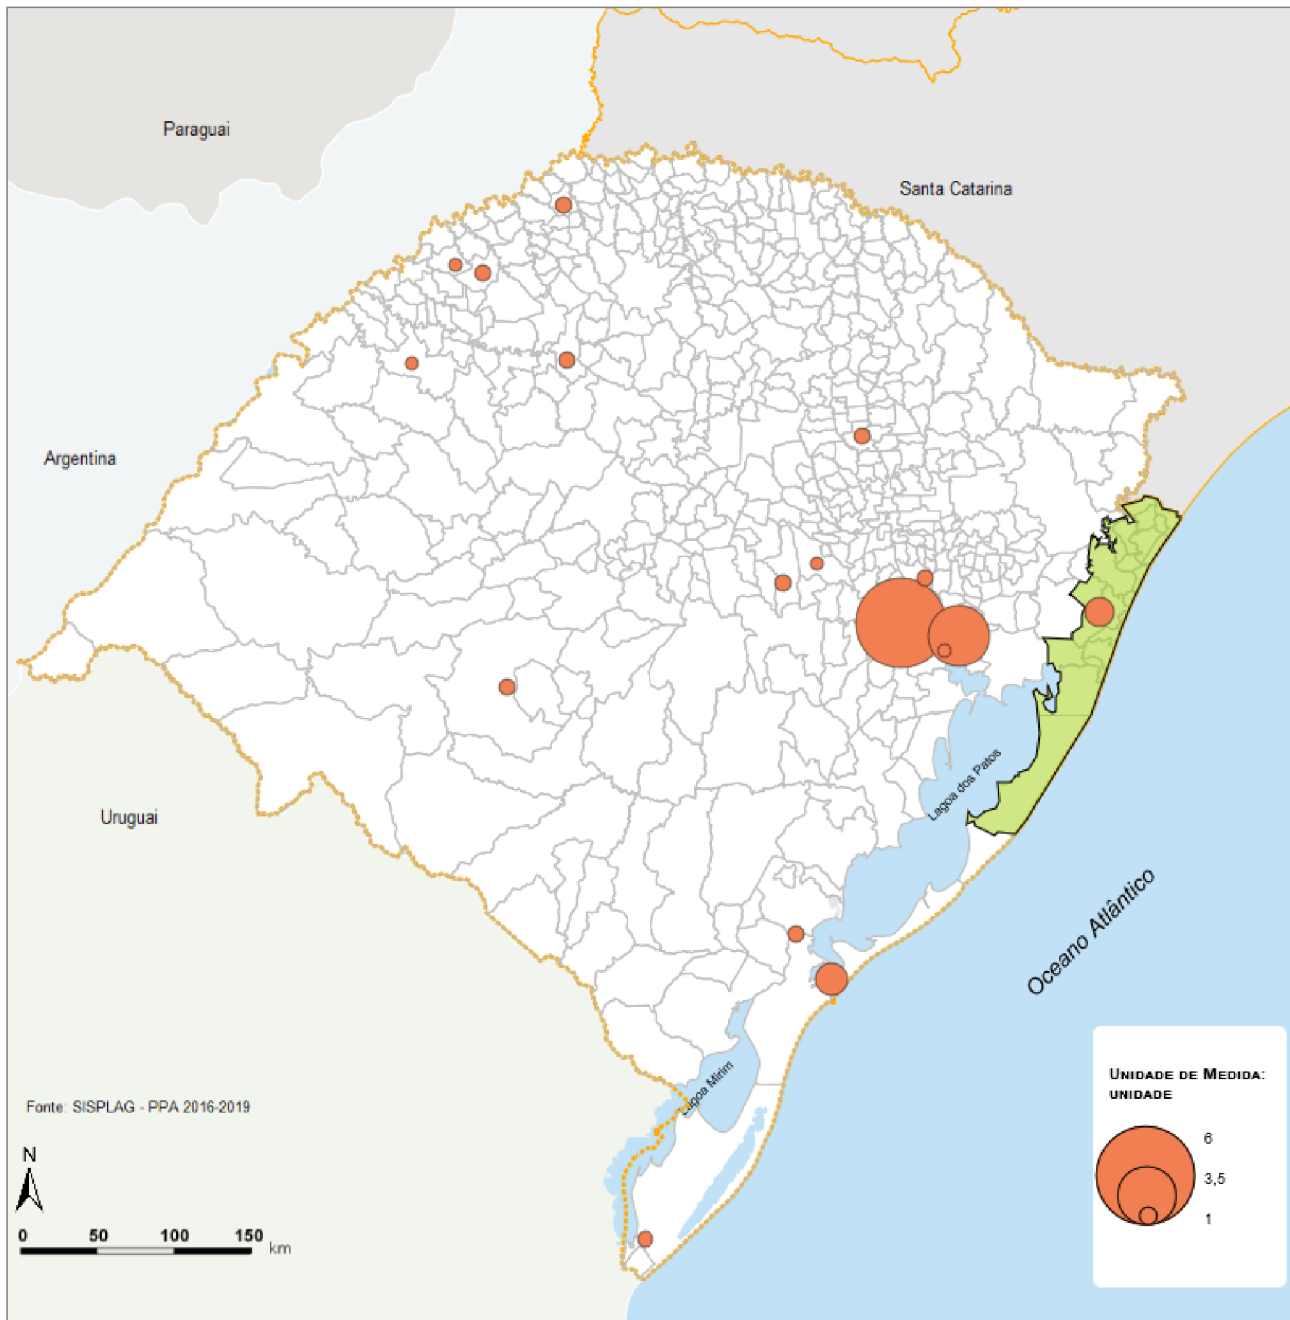 Paraguai
Santa Catarina
Argentina
Uruguai
Lagoa dos Patos
Oceano Atlântico
Lagoa Mirim
Fonte: SISPLAG - PPA 2016-2019
N
0 50 100 150
km
UNIDADE DE MEDIDA:
UNIDADE
6
3,5
1